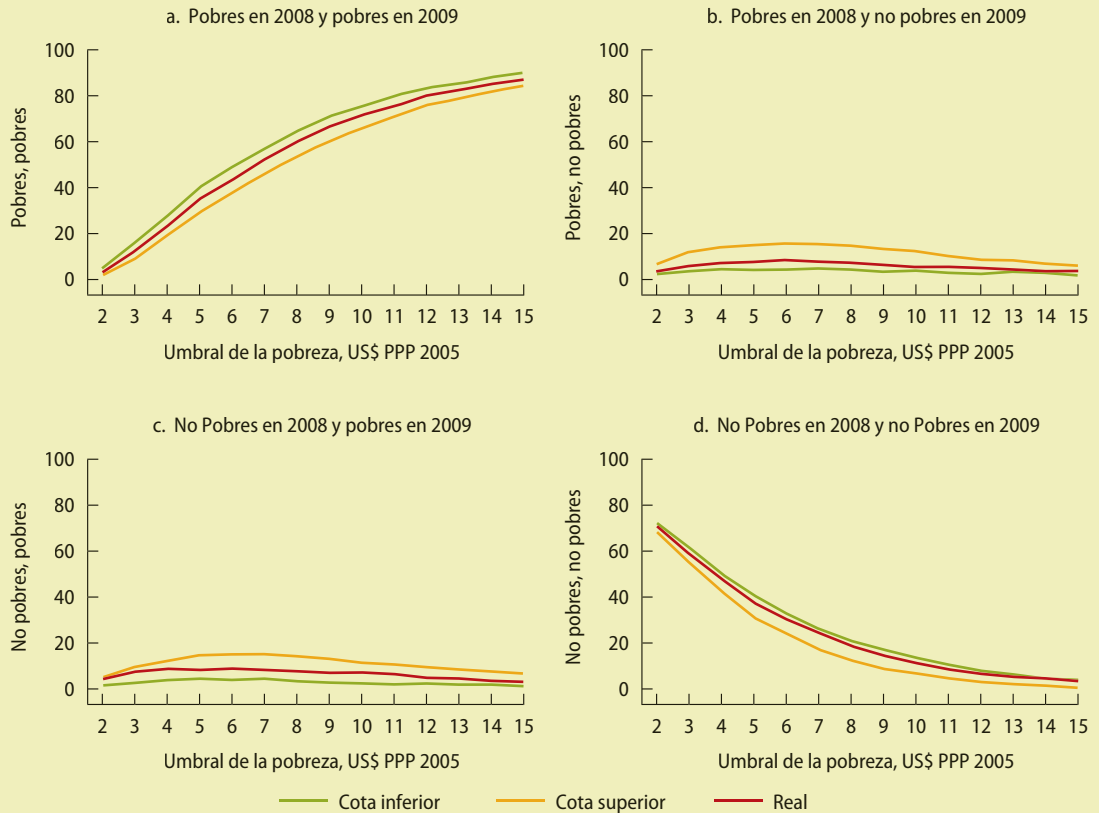 a. Pobres en 2008 y pobres en 2009
Pobres, pobres
100
80
60
40
20
0
2 3 4 5 6 7 8 9 10 11 12 13 14 15
Umbral de la pobreza, US$ PPP 2005
b. Pobres en 2008 y no pobres en 2009
Pobres, no pobres
100
80
60
40
20
0
2 3 4 5 6 7 8 9 10 11 12 13 14 15
Umbral de la pobreza, US$ PPP 2005
c. No Pobres en 2008 y pobres en 2009
No pobres, pobres
100
80
60
40
20
0
2 3 4 5 6 7 8 9 10 11 12 13 14 15
Umbral de la pobreza, US$ PPP 2005
d. No Pobres en 2008 y no Pobres en 2009
No pobres, no pobres
100
80
60
40
20
0
2 3 4 5 6 7 8 9 10 11 12 13 14 15
Umbral de la pobreza, US$ PPP 2005
Cota inferior Cota superior Real